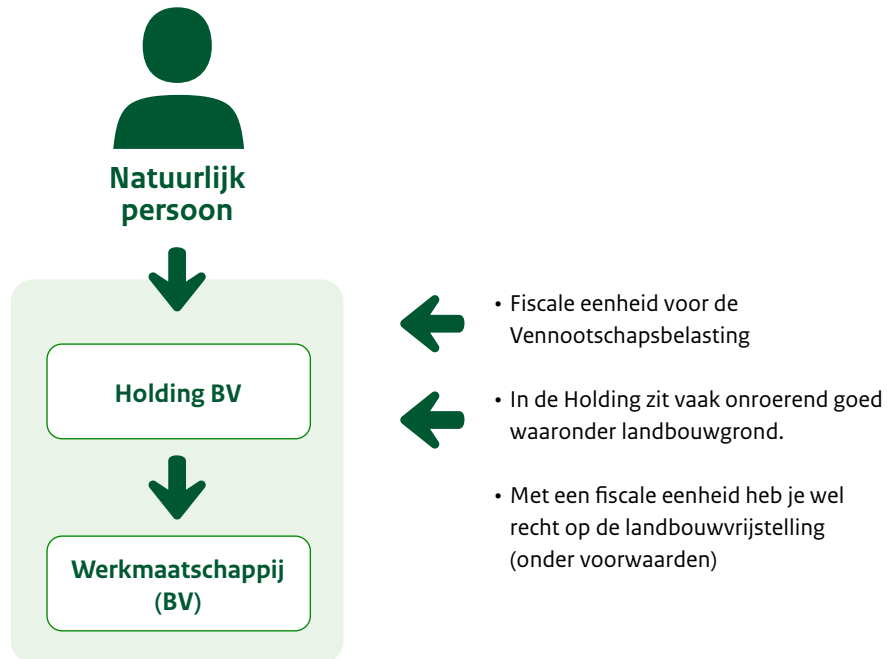 Natuurlijk
persoon
Holding BV
Werkmaatschappij
(BV)
• Fiscale eenheid voor de
Vennootschapsbelasting
• In de Holding zit vaak onroerend goed
waaronder landbouwgrond.
• Met een fiscale eenheid heb je wel
recht op de landbouwvrijstelling
(onder voorwaarden)